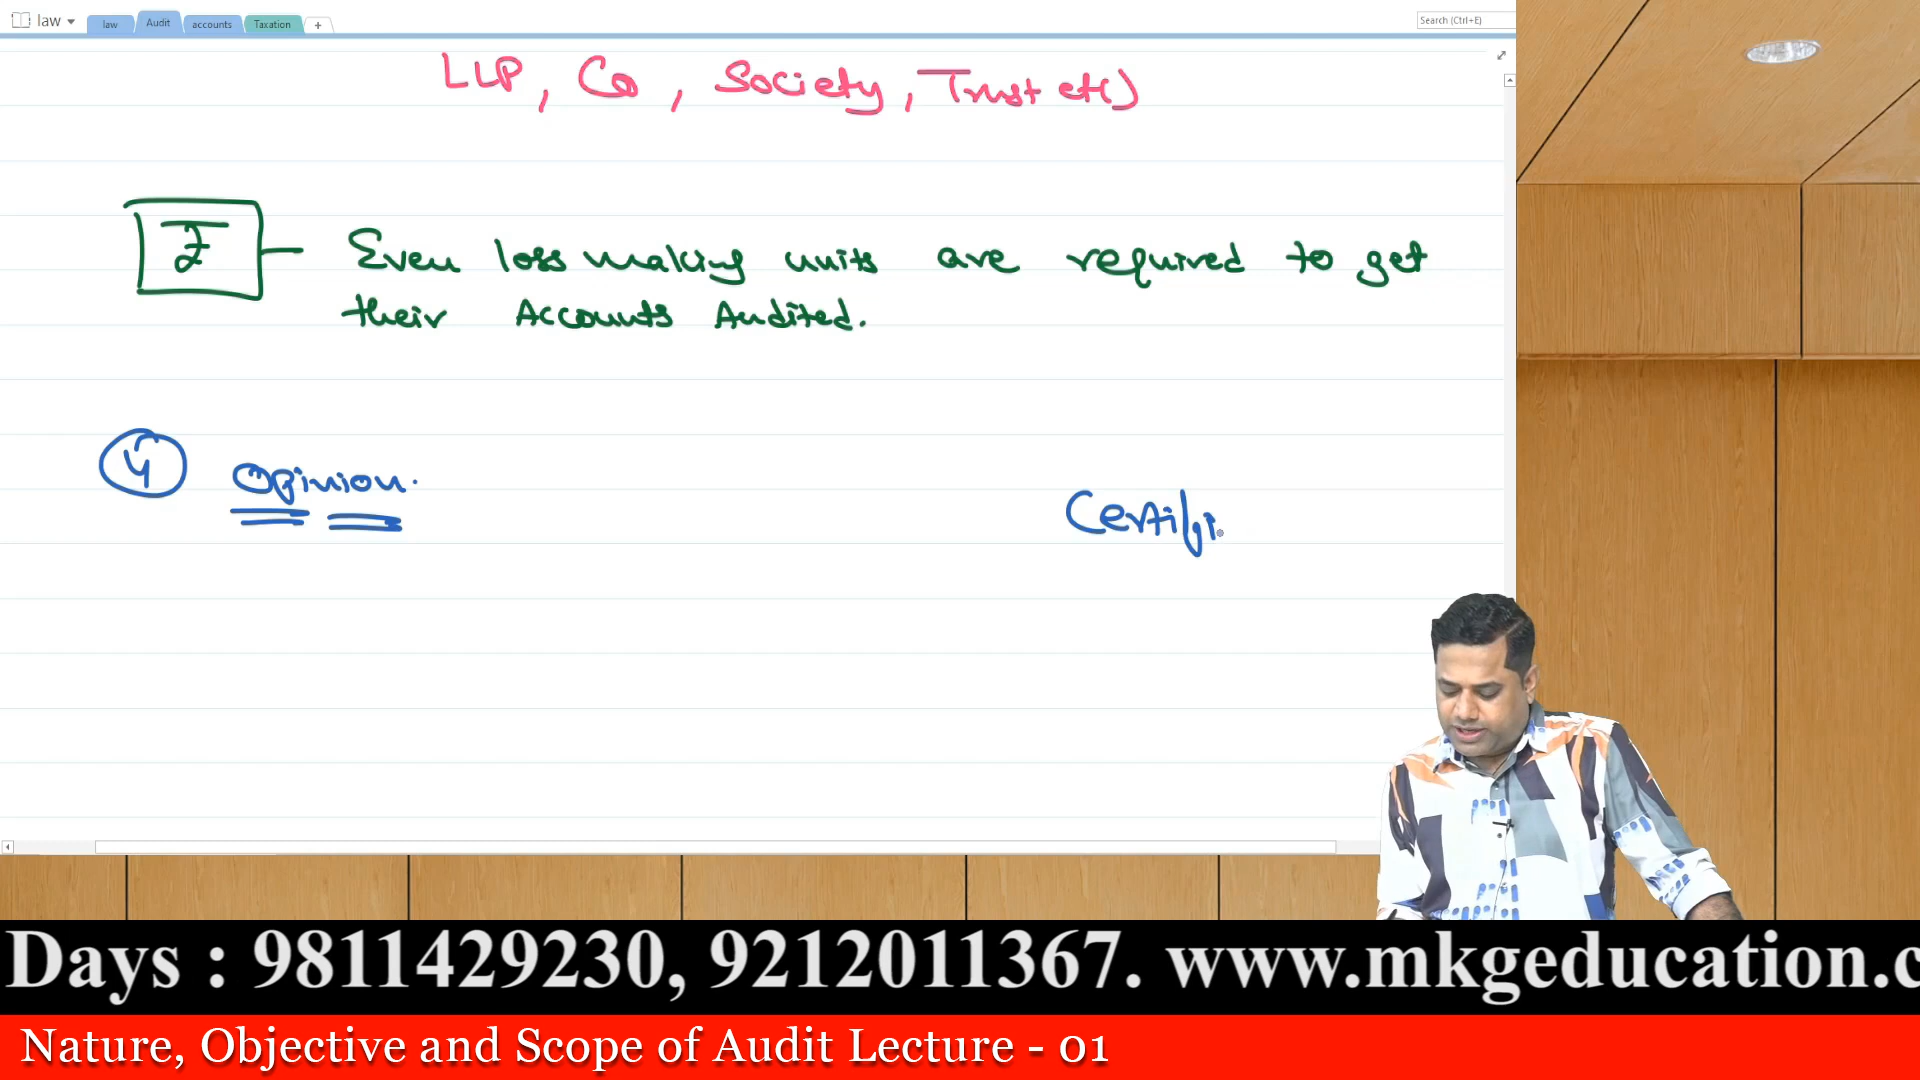 law
law
Audit
accounts
Taxation
+
Search (Ctrl+E)
LLP, Co, Society, Trust etc)
Even loss making units are required to get
their Accounts Audited.
4
Opinion.
Days : 9811429230, 9212011367. www.mkgeducation.c
Nature, Objective and Scope of Audit Lecture - 01